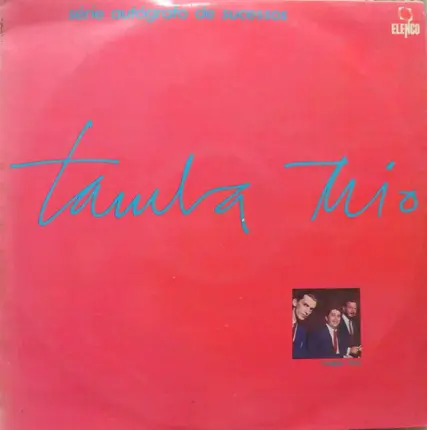 série autógrafo de sucessos
ELENCO
Tamba Trio